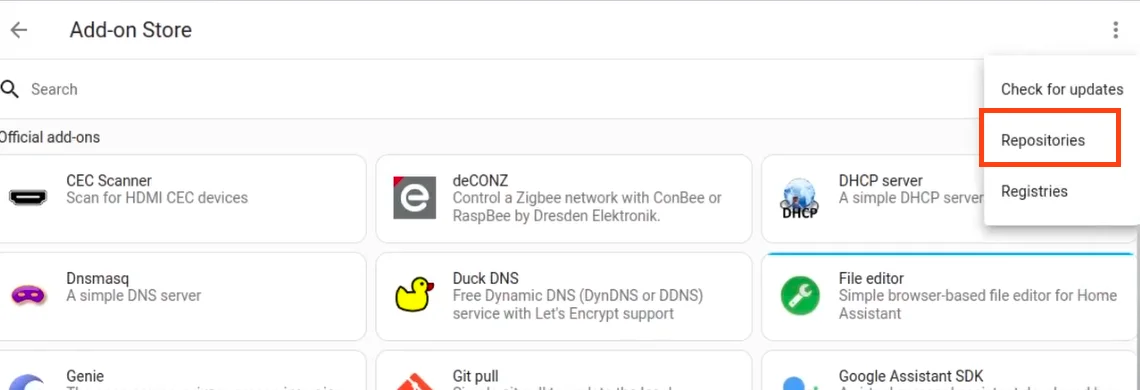 Add-on Store
Search
Check for updates
Repositories
Registries
Official add-ons
CEC Scanner
Scan for HDMI CEC devices
deCONZ
Control a Zigbee network with ConBee or
RaspBee by Dresden Elektronik.
DHCP
DHCP server
A simple DHCP server
Dnsmasq
A simple DNS server
Duck DNS
Free Dynamic DNS (DynDNS or DDNS)
service with Let's Encrypt support
File editor
Simple browser-based file editor for Home
Assistant
Genie
Git pull
Google Assistant SDK